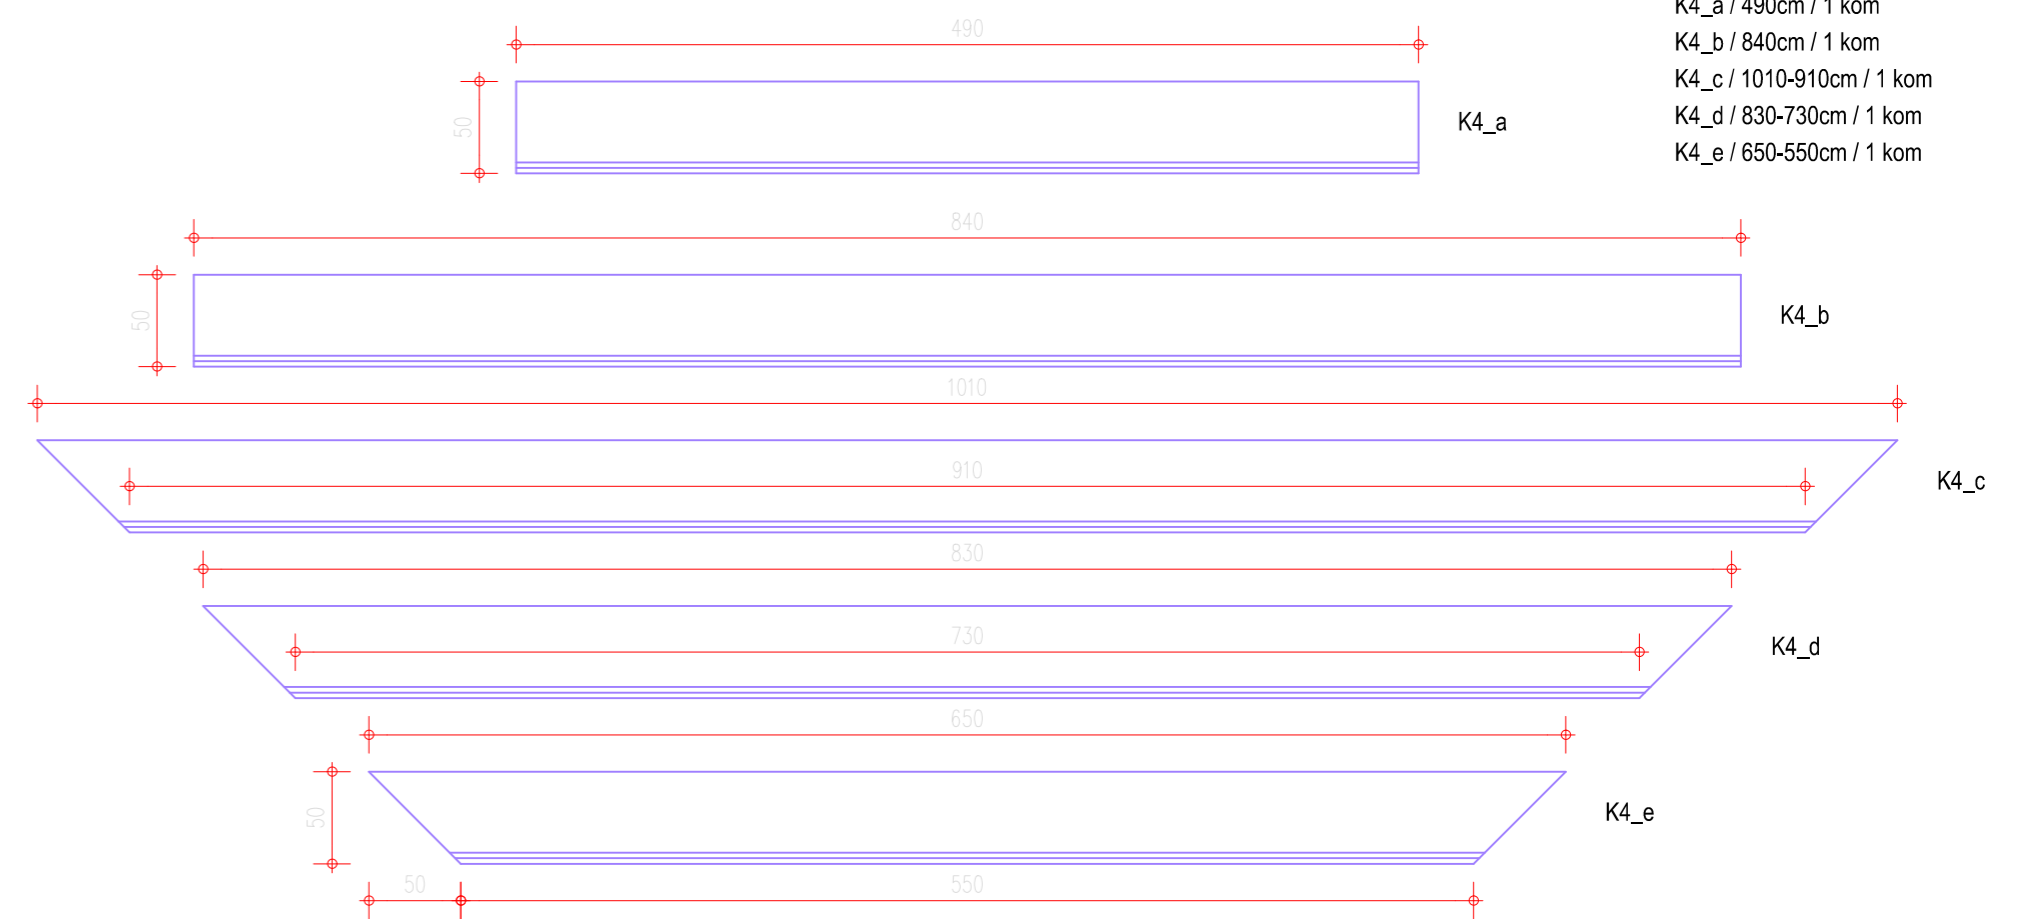 K4_a / 490cm / 1 kom
K4_b / 840cm / 1 kom
K4_c / 1010-910cm / 1 kom
K4_d / 830-730cm / 1 kom
K4_e / 650-550cm / 1 kom
490
50
K4_a
840
50
K4_b
1010
910
K4_c
830
730
K4_d
650
50
K4_e
50
550